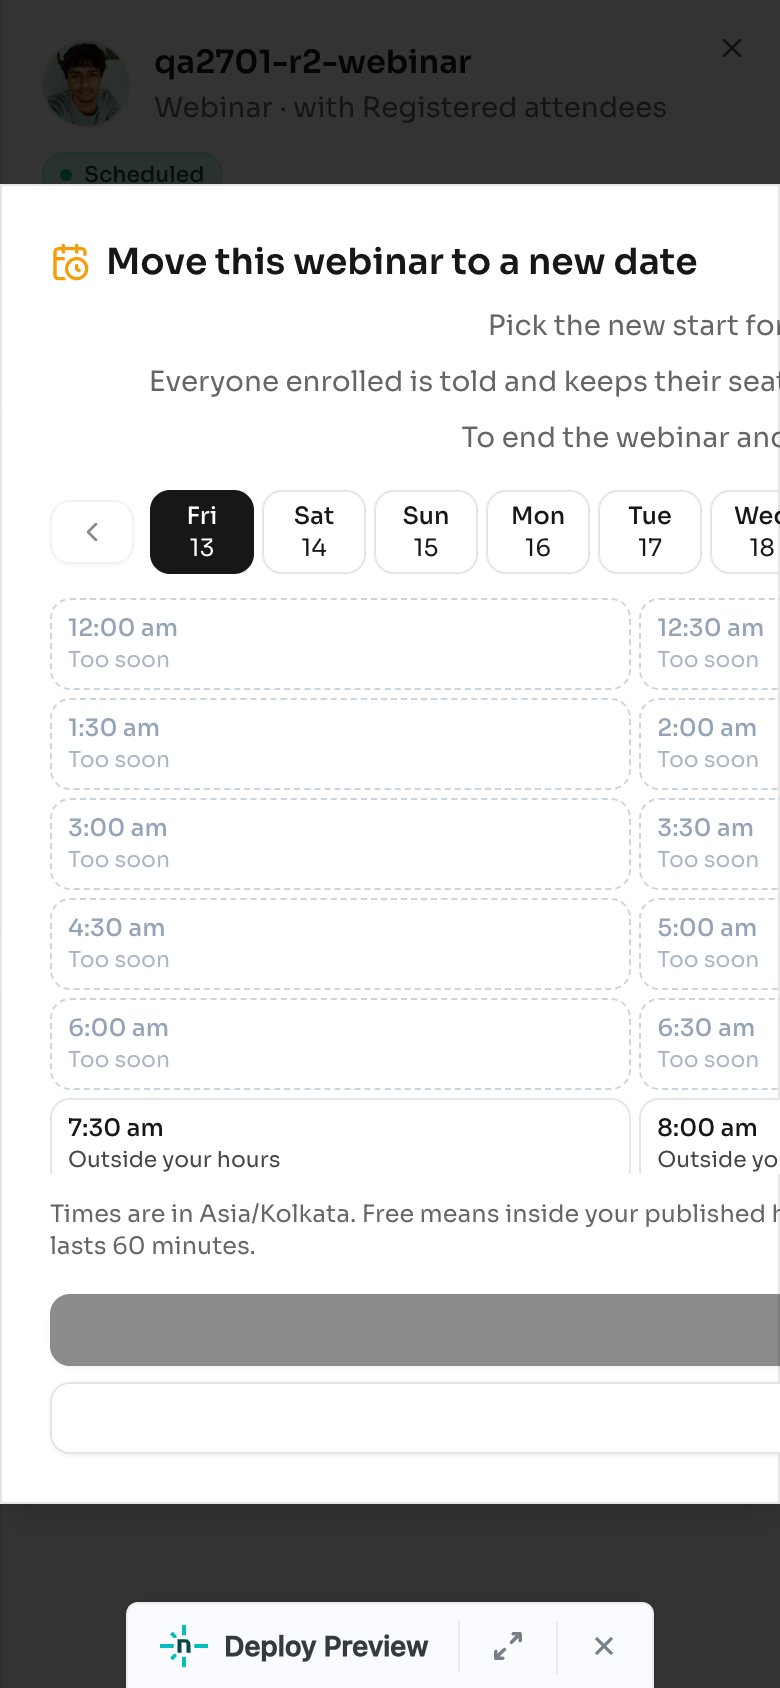 qa2701-r2-webinar
Webinar · with Registered attendees
Scheduled
Move this webinar to a new date
Pick the new start for
Everyone enrolled is told and keeps their seat
To end the webinar and
Fri Sat Sun Mon Tue Wed
13 14 15 16 17 18
12:00 am 12:30 am
Too soon Too soon
1:30 am 2:00 am
Too soon Too soon
3:00 am 3:30 am
Too soon Too soon
4:30 am 5:00 am
Too soon Too soon
6:00 am 6:30 am
Too soon Too soon
7:30 am 8:00 am
Outside your hours Outside yo
Times are in Asia/Kolkata. Free means inside your published
lasts 60 minutes.
Deploy Preview